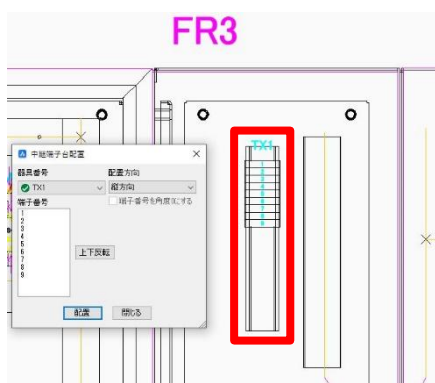 FR3
TX1
中継端子台配置
器具番号
配置方向
TX1
縦方向
端子番号を角度0にする
端子番号
1
2
3
4
5
6
7
8
9
上下反転
配置
閉じる